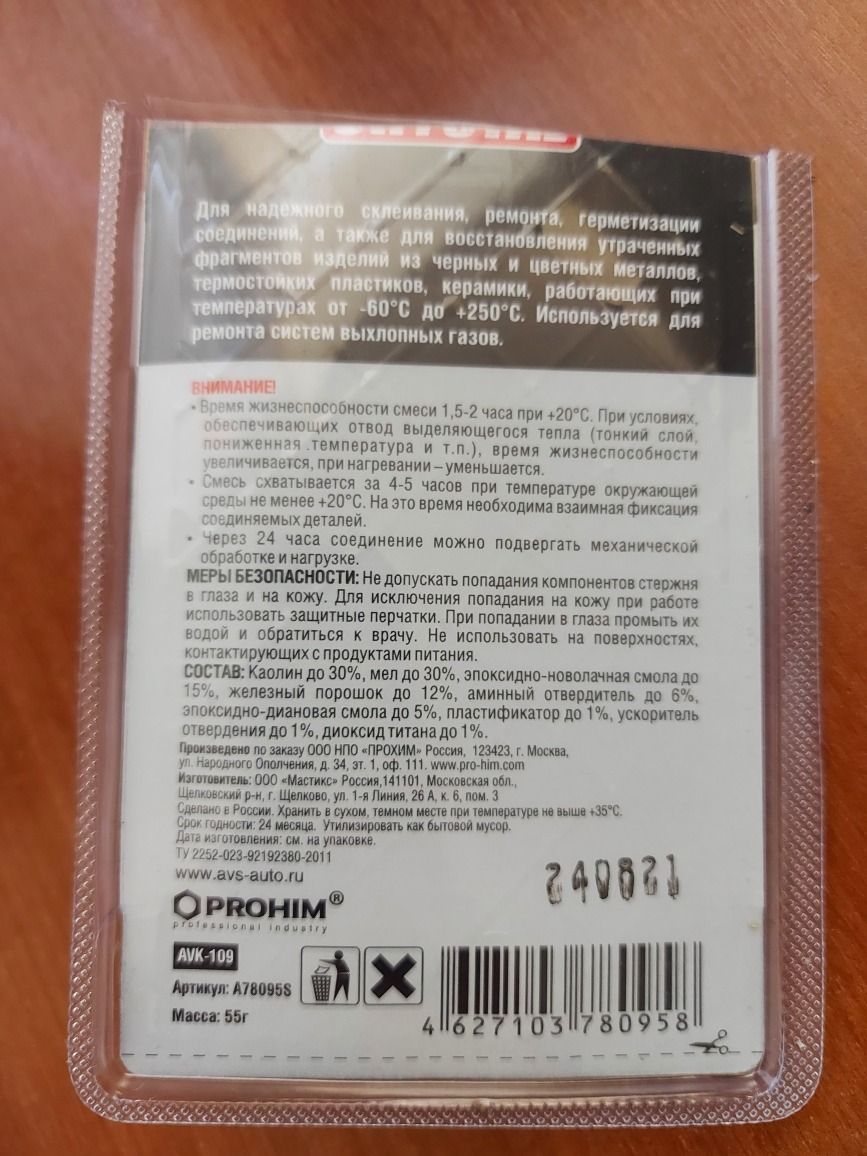 Для надежного склеивания, ремонта, герметизации
соединений, а также для восстановления утраченных
фрагментов изделий из черных и цветных металлов,
термостойких пластиков, керамики, работающих при
температурах от -60°С до +250°С. Используется для
ремонта систем выхлопных газов.
ВНИМАНИЕ!
• Время жизнеспособности смеси 1,5-2 часа при +20°С. При условиях,
обеспечивающих отвод выделяющегося тепла (тонкий слой,
пониженная .температура и т.п.), время жизнеспособности
увеличивается, при нагревании – уменьшается.
• Смесь схватывается за 4-5 часов при температуре окружающей
среды не менее +20°С. На это время необходима взаимная фиксация
соединяемых деталей.
• Через 24 часа соединение можно подвергать механической
обработке и нагрузке.
МЕРЫ БЕЗОПАСНОСТИ: Не допускать попадания компонентов стержня
в глаза и на кожу. Для исключения попадания на кожу при работе
использовать защитные перчатки. При попадании в глаза промыть их
водой и обратиться к врачу. Не использовать на поверхностях,
контактирующих с продуктами питания.
СОСТАВ: Каолин до 30%, мел до 30%, эпоксидно-новолачная смола до
15%, железный порошок до 12%, аминный отвердитель до 6%,
эпоксидно-диановая смола до 5%, пластификатор до 1%, ускоритель
отвердения до 1%, диоксид титана до 1%.
Произведено по заказу ООО НПО «ПРОХИМ» Россия, 123423, г. Москва,
ул. Народного Ополчения, д. 34, эт. 1, оф. 111. www.pro-him.com
Изготовитель: ООО «Мастикс» Россия,141101, Московская обл.,
Щелковский р-н, г. Щелково, ул. 1-я Линия, 26 А, к. 6, пом. 3
Сделано в России. Хранить в сухом, темном месте при температуре не выше +35°С.
Срок годности: 24 месяца. Утилизировать как бытовой мусор.
Дата изготовления: см. на упаковке.
ТУ 2252-023-92192380-2011
www.avs-auto.ru
240821
PROHIM®
professional industry
AVK-109
Артикул: A78095S
Масса: 55г
4 627103 780958